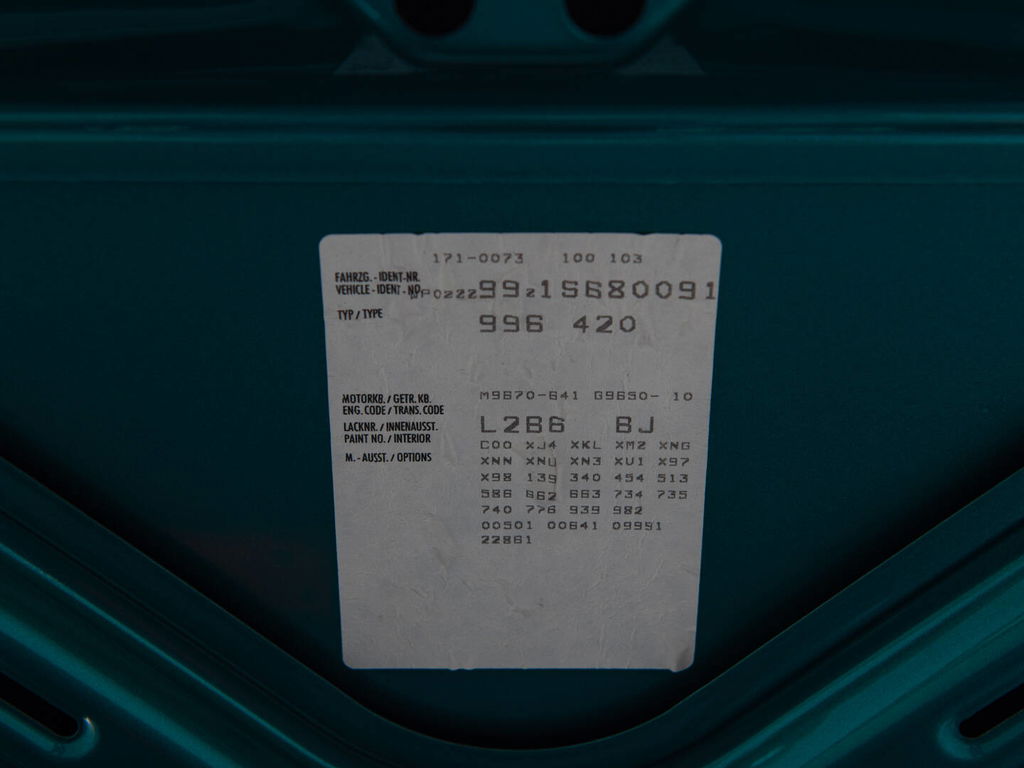 171-0073 100 103
FAHRZG.-IDENT-NR.
VEHICLE-IDENT-NO. WP0ZZZ99Z1S680091
TYP / TYPE 996 420
MOTORKB. / GETR. KB. M9670-641 G9650- 10
ENG. CODE / TRANS. CODE
LACKNR. / INNENAUSST. L2B6 BJ
PAINT NO. / INTERIOR
C00 XJ4 XKL XMZ XNG
M.-AUSST. / OPTIONS XNN XNU XN3 XU1 X97
X98 139 340 454 513
586 662 663 734 735
740 776 939 982
00501 00641 09991
22861